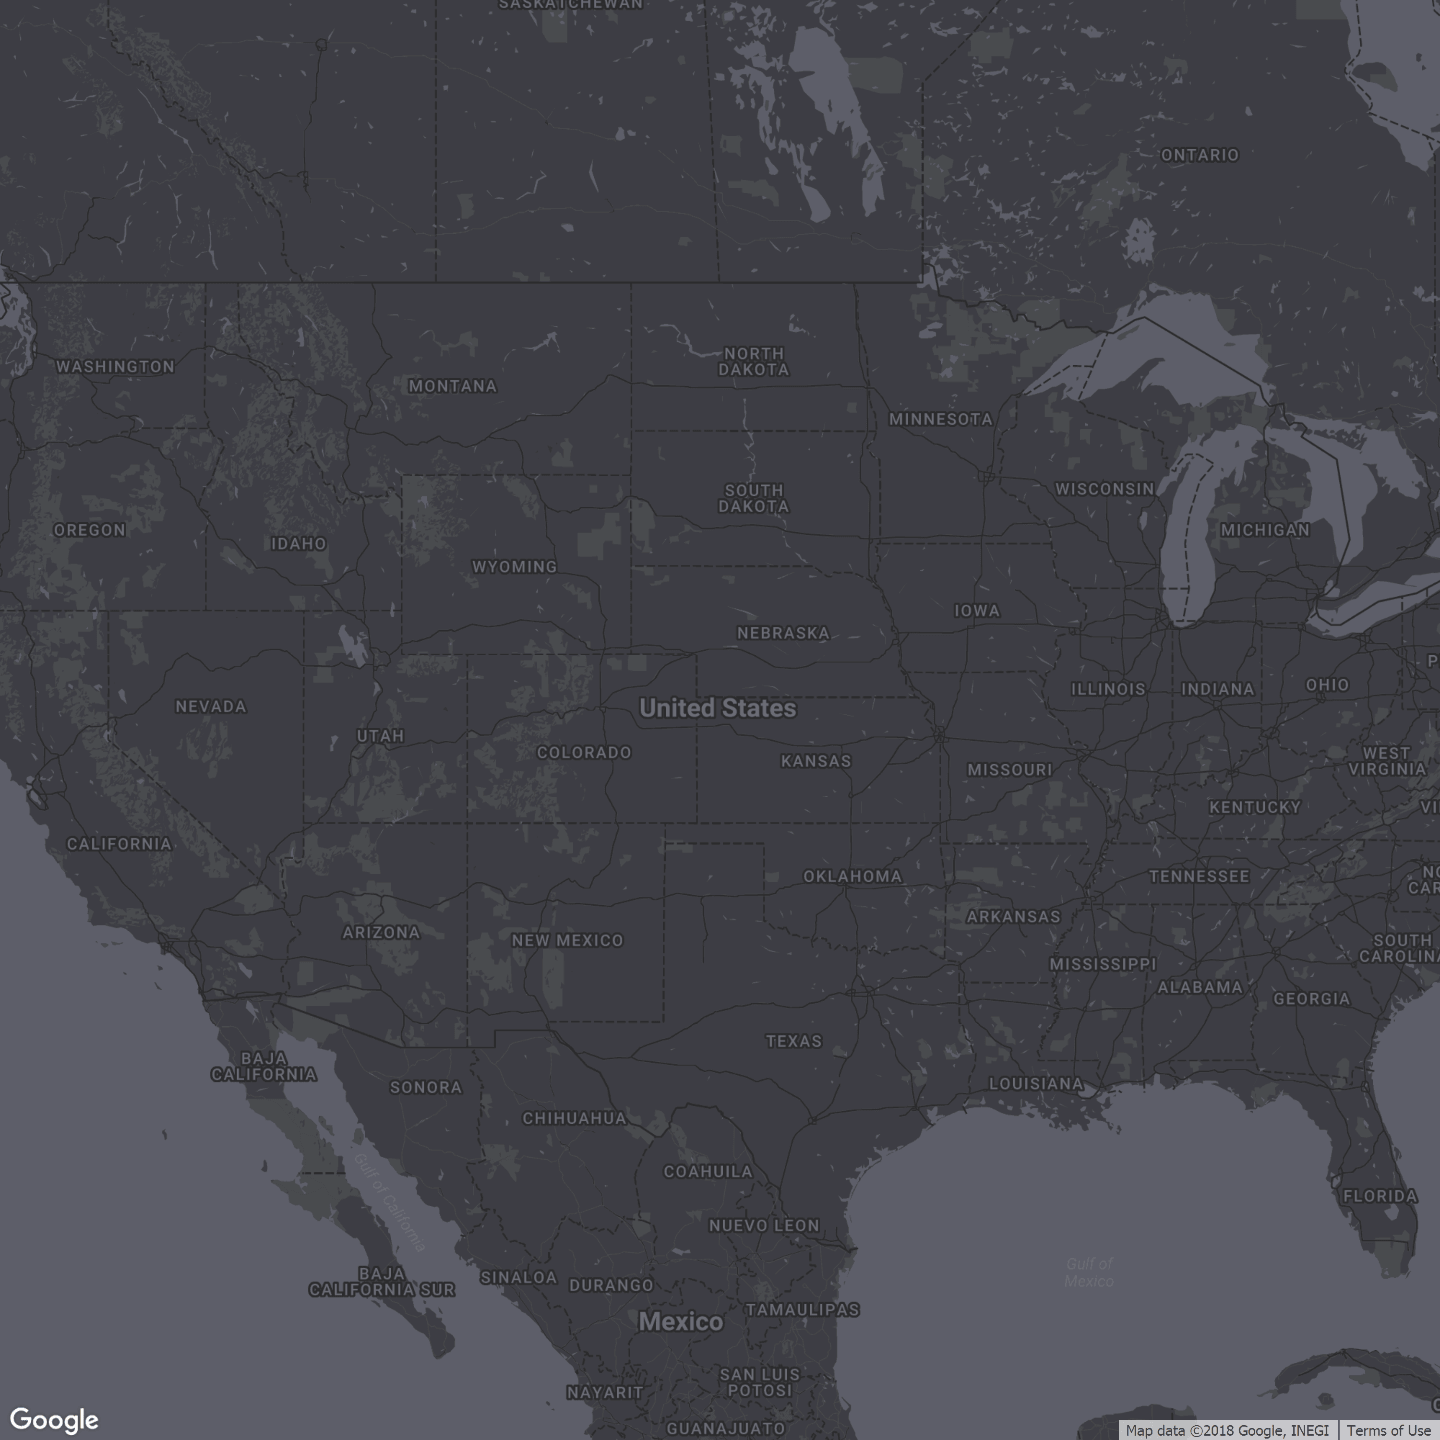 SASKATCHEWAN
ONTARIO
WASHINGTON
MONTANA
NORTH
DAKOTA
MINNESOTA
SOUTH
DAKOTA
WISCONSIN
MICHIGAN
OREGON
IDAHO
WYOMING
IOWA
NEBRASKA
NEVADA
UTAH
United States
ILLINOIS
INDIANA
OHIO
P
COLORADO
KANSAS
MISSOURI
WEST
VIRGINIA
KENTUCKY
VI
CALIFORNIA
OKLAHOMA
TENNESSEE
NO
CAR
ARIZONA
NEW MEXICO
ARKANSAS
MISSISSIPPI
ALABAMA
GEORGIA
SOUTH
CAROLINA
TEXAS
LOUISIANA
BAJA
CALIFORNIA
SONORA
CHIHUAHUA
COAHUILA
Gulf of California
NUEVO LEON
FLORIDA
BAJA
CALIFORNIA SUR
SINALOA
DURANGO
Gulf of
Mexico
Mexico
TAMAULIPAS
SAN LUIS
POTOSI
NAYARIT
GUANAJUATO
C
Google
Map data ©2018 Google, INEGI
Terms of Use